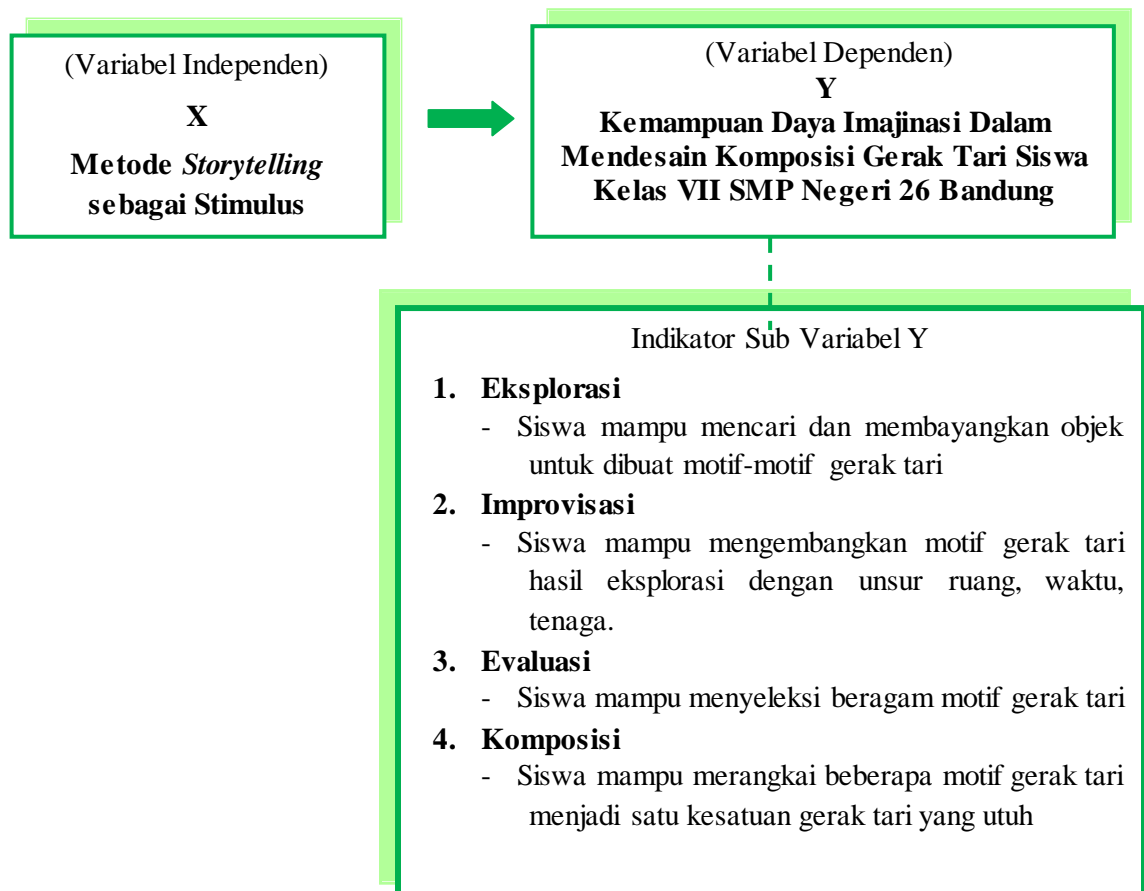 (Variabel Independen)
X
Metode Storytelling
sebagai Stimulus
(Variabel Dependen)
Y
Kemampuan Daya Imajinasi Dalam
Mendesain Komposisi Gerak Tari Siswa
Kelas VII SMP Negeri 26 Bandung
Indikator Sub Variabel Y
1. Eksplorasi
- Siswa mampu mencari dan membayangkan objek
untuk dibuat motif-motif gerak tari
2. Improvisasi
- Siswa mampu mengembangkan motif gerak tari
hasil eksplorasi dengan unsur ruang, waktu,
tenaga.
3. Evaluasi
- Siswa mampu menyeleksi beragam motif gerak tari
4. Komposisi
- Siswa mampu merangkai beberapa motif gerak tari
menjadi satu kesatuan gerak tari yang utuh